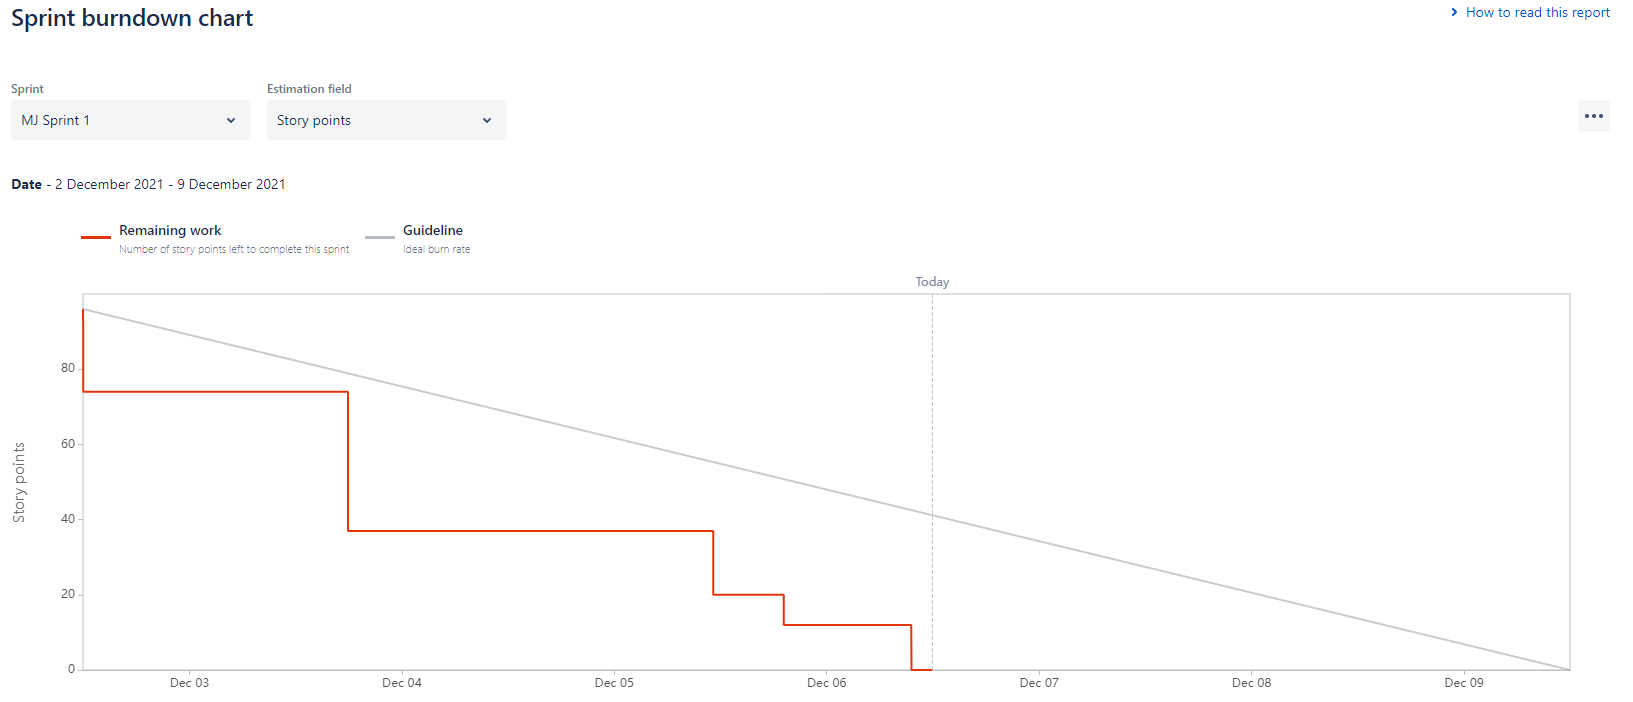 Sprint burndown chart
How to read this report
Sprint
Estimation field
MJ Sprint 1
Story points
Date - 2 December 2021 - 9 December 2021
Remaining work
Number of story points left to complete this sprint
Guideline
Ideal burn rate
Today
Story points
80
60
40
20
0
Dec 03
Dec 04
Dec 05
Dec 06
Dec 07
Dec 08
Dec 09